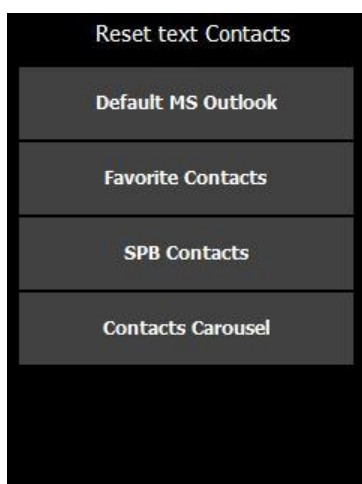 Reset text Contacts
Default MS Outlook
Favorite Contacts
SPB Contacts
Contacts Carousel